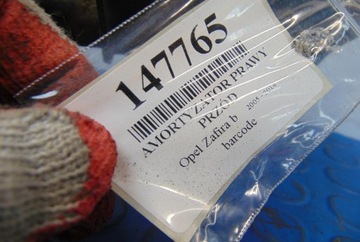 147765
AMORTYZATOR PRAWY
PRZÓD
Opel Zafira b
barcode